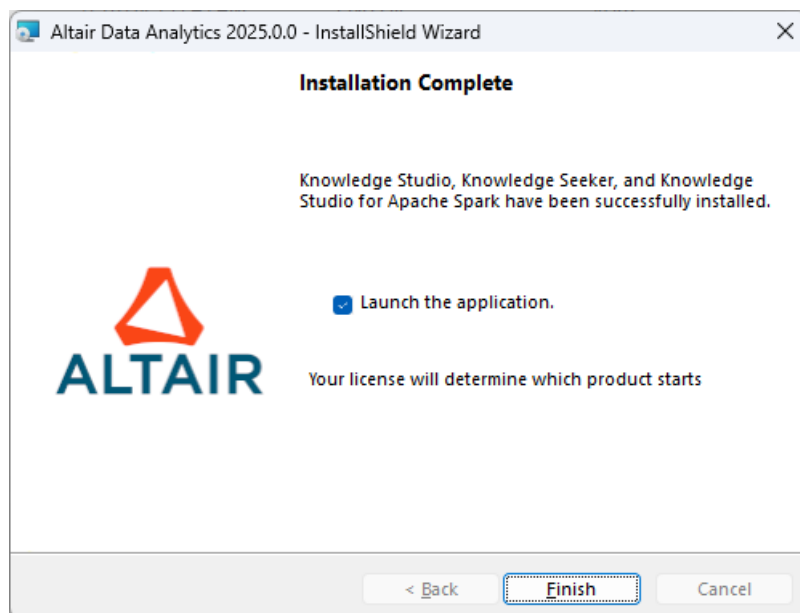 Altair Data Analytics 2025.0.0 - InstallShield Wizard
Installation Complete
Knowledge Studio, Knowledge Seeker, and Knowledge
Studio for Apache Spark have been successfully installed.
Launch the application.
ALTAIR
Your license will determine which product starts
< Back
Finish
Cancel